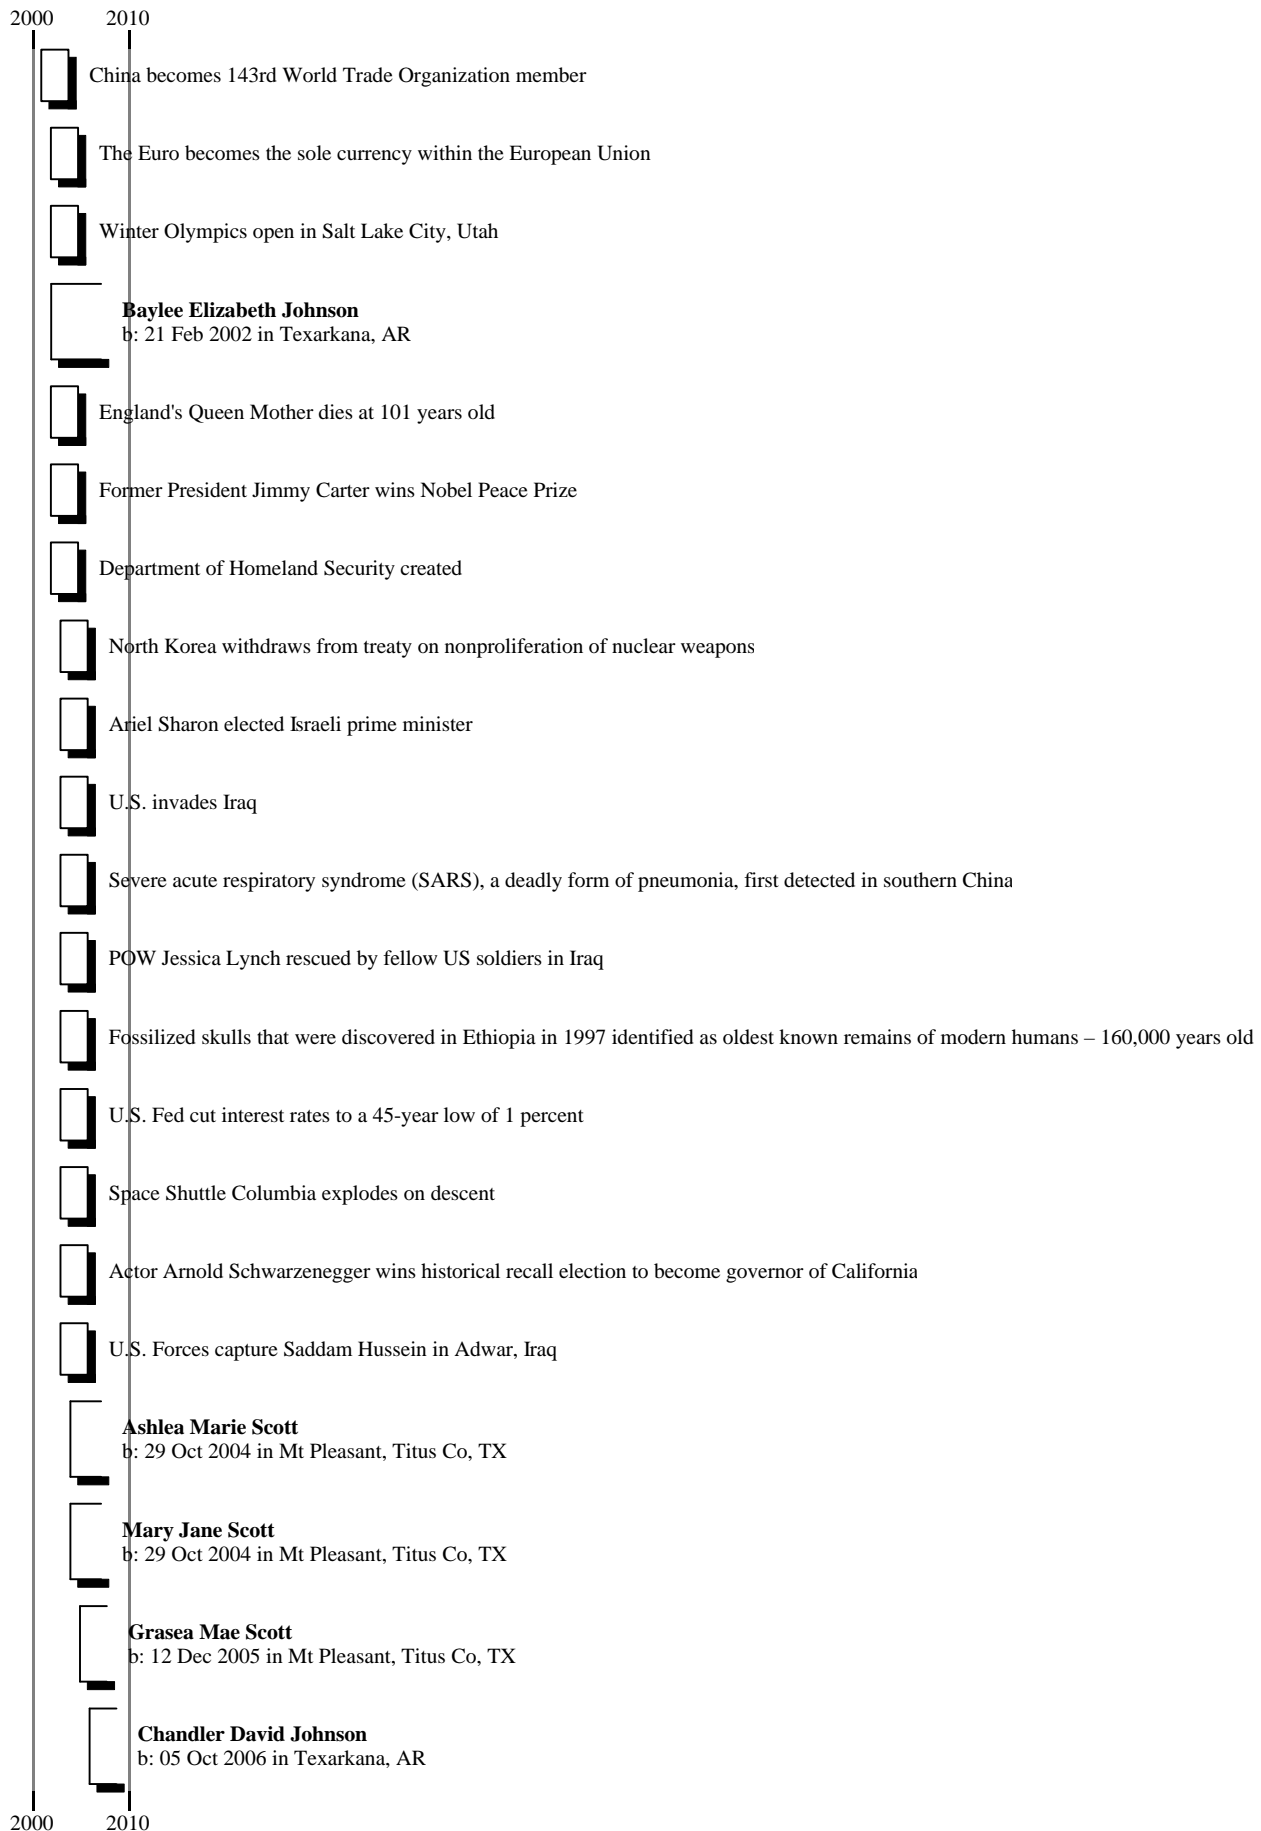 2000 2010
China becomes 143rd World Trade Organization member
The Euro becomes the sole currency within the European Union
Winter Olympics open in Salt Lake City, Utah
Baylee Elizabeth Johnson
b: 21 Feb 2002 in Texarkana, AR
England's Queen Mother dies at 101 years old
Former President Jimmy Carter wins Nobel Peace Prize
Department of Homeland Security created
North Korea withdraws from treaty on nonproliferation of nuclear weapons
Ariel Sharon elected Israeli prime minister
U.S. invades Iraq
Severe acute respiratory syndrome (SARS), a deadly form of pneumonia, first detected in southern China
POW Jessica Lynch rescued by fellow US soldiers in Iraq
Fossilized skulls that were discovered in Ethiopia in 1997 identified as oldest known remains of modern humans – 160,000 years old
U.S. Fed cut interest rates to a 45-year low of 1 percent
Space Shuttle Columbia explodes on descent
Actor Arnold Schwarzenegger wins historical recall election to become governor of California
U.S. Forces capture Saddam Hussein in Adwar, Iraq
Ashlea Marie Scott
b: 29 Oct 2004 in Mt Pleasant, Titus Co, TX
Mary Jane Scott
b: 29 Oct 2004 in Mt Pleasant, Titus Co, TX
Grasea Mae Scott
b: 12 Dec 2005 in Mt Pleasant, Titus Co, TX
Chandler David Johnson
b: 05 Oct 2006 in Texarkana, AR
2000 2010